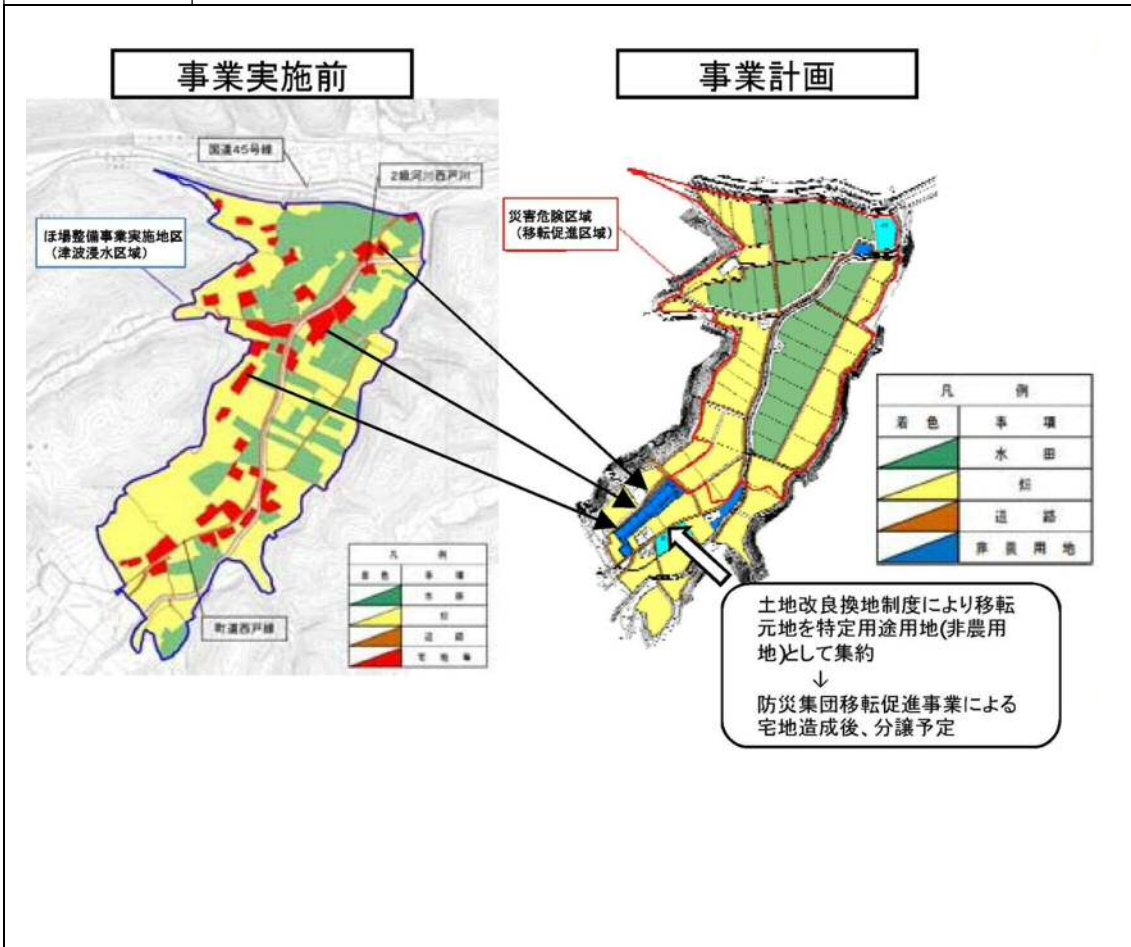 事業実施前
事業計画
国道45号線
2級河川西戸川
ほ場整備事業実施地区
(津波浸水区域)
町道西戸線
凡 例
着 色 事 項
水 田
畑
道 路
宅 地 等
災害危険区域
(移転促進区域)
凡 例
着 色 事 項
水 田
畑
道 路
非 農 用 地
土地改良換地制度により移転
元地を特定用途用地(非農用
地)として集約
↓
防災集団移転促進事業による
宅地造成後、分譲予定